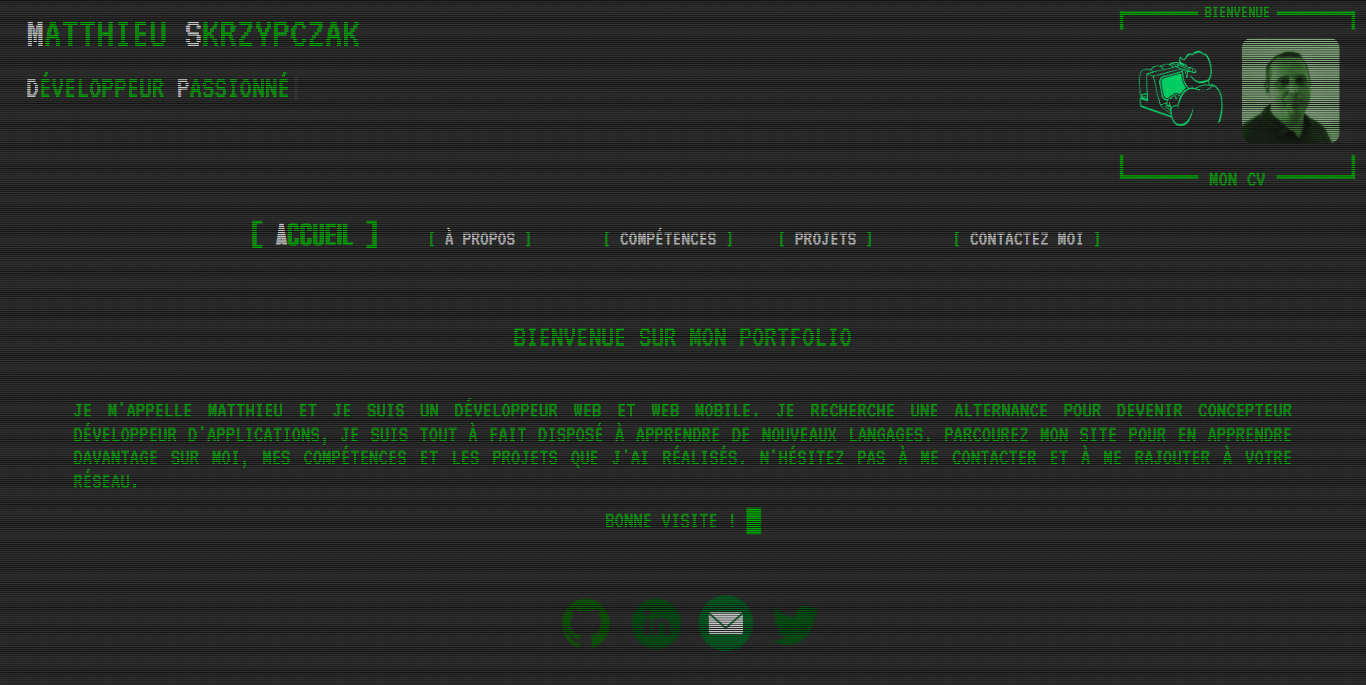 MATTHIEU SKRZYPCZAK
BIENVENUE
DÉVELOPPEUR PASSIONNÉ
MON CV
[ ACCUEIL ]
[ À PROPOS ]
[ COMPÉTENCES ]
[ PROJETS ]
[ CONTACTEZ MOI ]
BIENVENUE SUR MON PORTFOLIO
JE M'APPELLE MATTHIEU ET JE SUIS UN DÉVELOPPEUR WEB ET WEB MOBILE. JE RECHERCHE UNE ALTERNANCE POUR DEVENIR CONCEPTEUR
DÉVELOPPEUR D'APPLICATIONS, JE SUIS TOUT À FAIT DISPOSÉ À APPRENDRE DE NOUVEAUX LANGAGES. PARCOUREZ MON SITE POUR EN APPRENDRE
DAVANTAGE SUR MOI, MES COMPÉTENCES ET LES PROJETS QUE J'AI RÉALISÉS. N'HÉSITEZ PAS À ME CONTACTER ET À ME RAJOUTER À VOTRE
RÉSEAU.
BONNE VISITE !
in